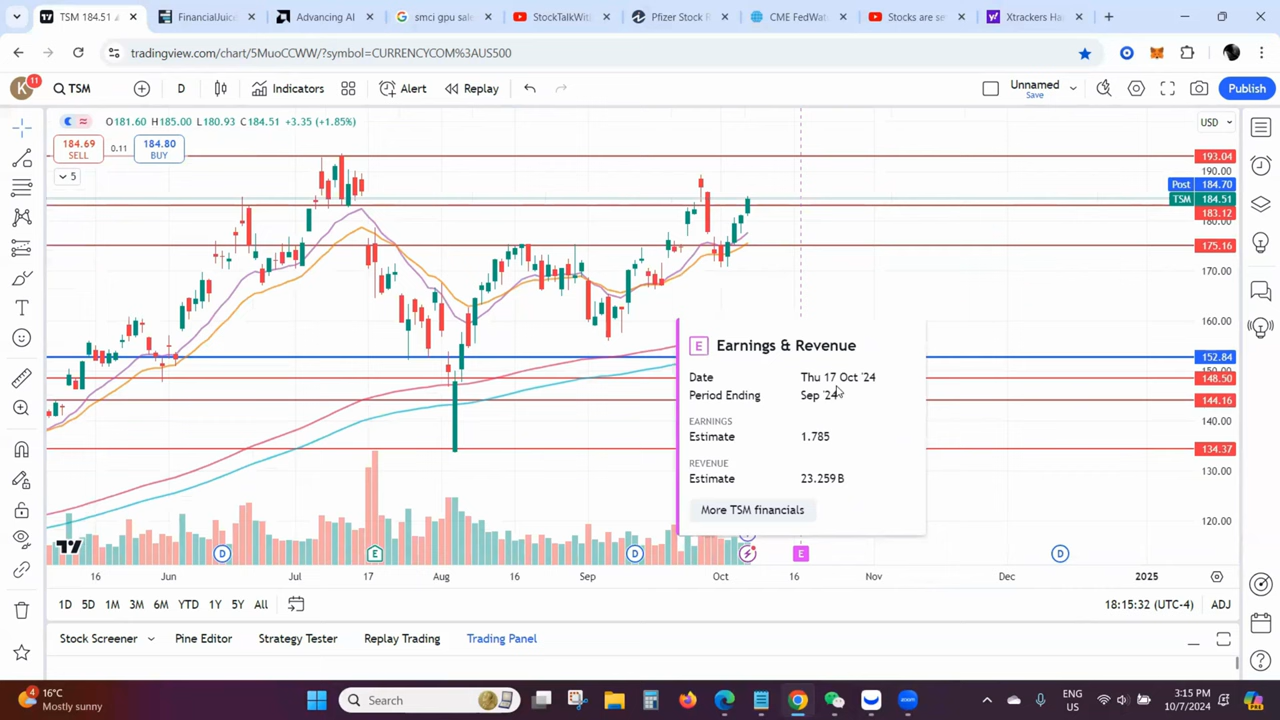 TSM 184.51
FinancialJuice
Advancing AI
smci gpu sale
StockTalkWit
Pfizer Stock R
CME FedWat
Stocks are se
Xtrackers Ha
tradingview.com/chart/5MuoCCWW/?symbol=CURRENCYCOM%3AUS500
K
11
TSM
D
Indicators
Alert
Replay
Unnamed
Save
Publish
O181.60 H185.00 L180.93 C184.51 +3.35 (+1.85%)
USD
184.69
SELL
0.11
184.80
BUY
5
193.04
190.00
Post 184.70
TSM 184.51
183.12
180.00
175.16
170.00
160.00
152.84
150.00
148.50
144.16
140.00
134.37
130.00
120.00
E Earnings & Revenue
Date Thu 17 Oct '24
Period Ending Sep '24
EARNINGS
Estimate 1.785
REVENUE
Estimate 23.259 B
More TSM financials
D
E
D
E
D
16
Jun
Jul
17
Aug
16
Sep
Oct
16
Nov
Dec
2025
1D
5D
1M
3M
6M
YTD
1Y
5Y
All
18:15:32 (UTC-4)
ADJ
Stock Screener
Pine Editor
Strategy Tester
Replay Trading
Trading Panel
4
16°C
Mostly sunny
Search
ENG
US
3:15 PM
10/7/2024